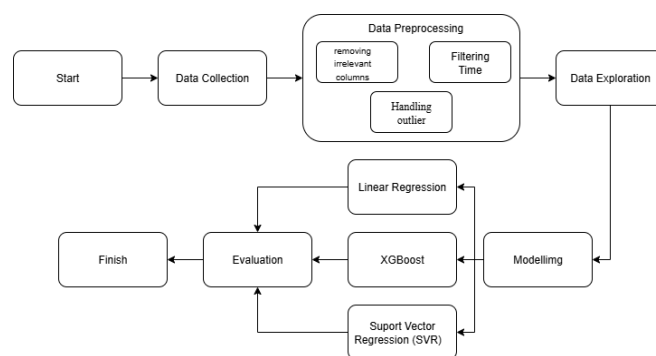 Data Preprocessing
Start
Data Collection
removing
irrelevant
columns
Filtering
Time
Handling
outlier
Data Exploration
Linear Regression
Finish
Evaluation
XGBoost
Modellimg
Suport Vector
Regression (SVR)